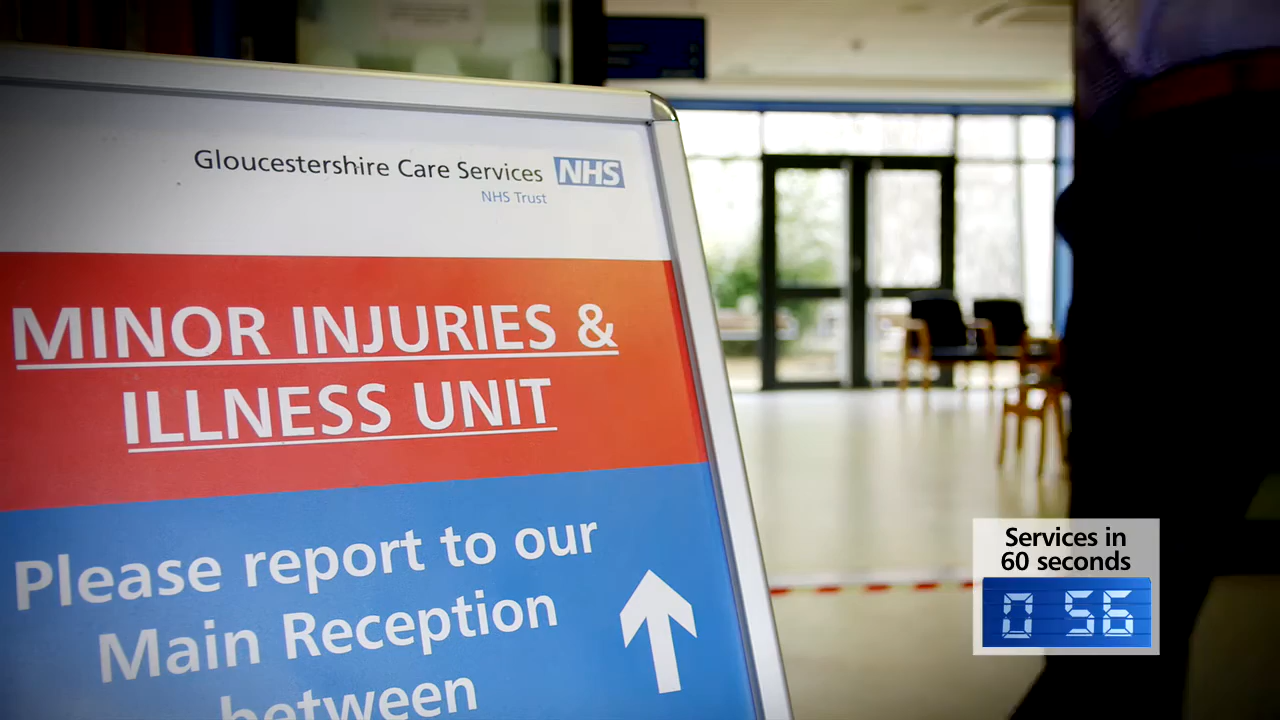 Gloucestershire Care Services NHS
NHS Trust
MINOR INJURIES &
ILLNESS UNIT
Please report to our
Main Reception
between
Services in
60 seconds
0 56